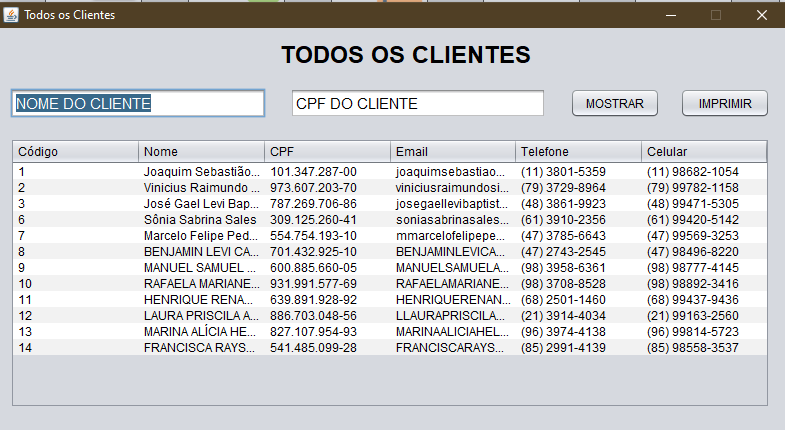 Todos os Clientes
TODOS OS CLIENTES
NOME DO CLIENTE CPF DO CLIENTE MOSTRAR IMPRIMIR
Código Nome CPF Email Telefone Celular
1 Joaquim Sebastião... 101.347.287-00 joaquimsebastiao... (11) 3801-5359 (11) 98682-1054
2 Vinicius Raimundo ... 973.607.203-70 viniciusraimundosi... (79) 3729-8964 (79) 99782-1158
3 José Gael Levi Bap... 787.269.706-86 josegaellevibaptist... (48) 3861-9923 (48) 99471-5305
6 Sônia Sabrina Sales 309.125.260-41 soniasabrinasales... (61) 3910-2356 (61) 99420-5142
7 Marcelo Felipe Ped... 554.754.193-10 mmarcelofelipepe... (47) 3785-6643 (47) 99569-3253
8 BENJAMIN LEVI CA... 701.432.925-10 BENJAMINLEVICA... (47) 2743-2545 (47) 98496-8220
9 MANUEL SAMUEL ... 600.885.660-05 MANUELSAMUELA... (98) 3958-6361 (98) 98777-4145
10 RAFAELA MARIANE... 931.991.577-69 RAFAELAMARIANE... (98) 3708-8528 (98) 98892-3416
11 HENRIQUE RENA... 639.891.928-92 HENRIQUERENAN... (68) 2501-1460 (68) 99437-9436
12 LAURA PRISCILA A... 886.703.048-56 LLAURAPRISCILA... (21) 3914-4034 (21) 99163-2560
13 MARINA ALÍCIA HE... 827.107.954-93 MARINAALICIAHEL... (96) 3974-4138 (96) 99814-5723
14 FRANCISCA RAYS... 541.485.099-28 FRANCISCARAYS... (85) 2991-4139 (85) 98558-3537